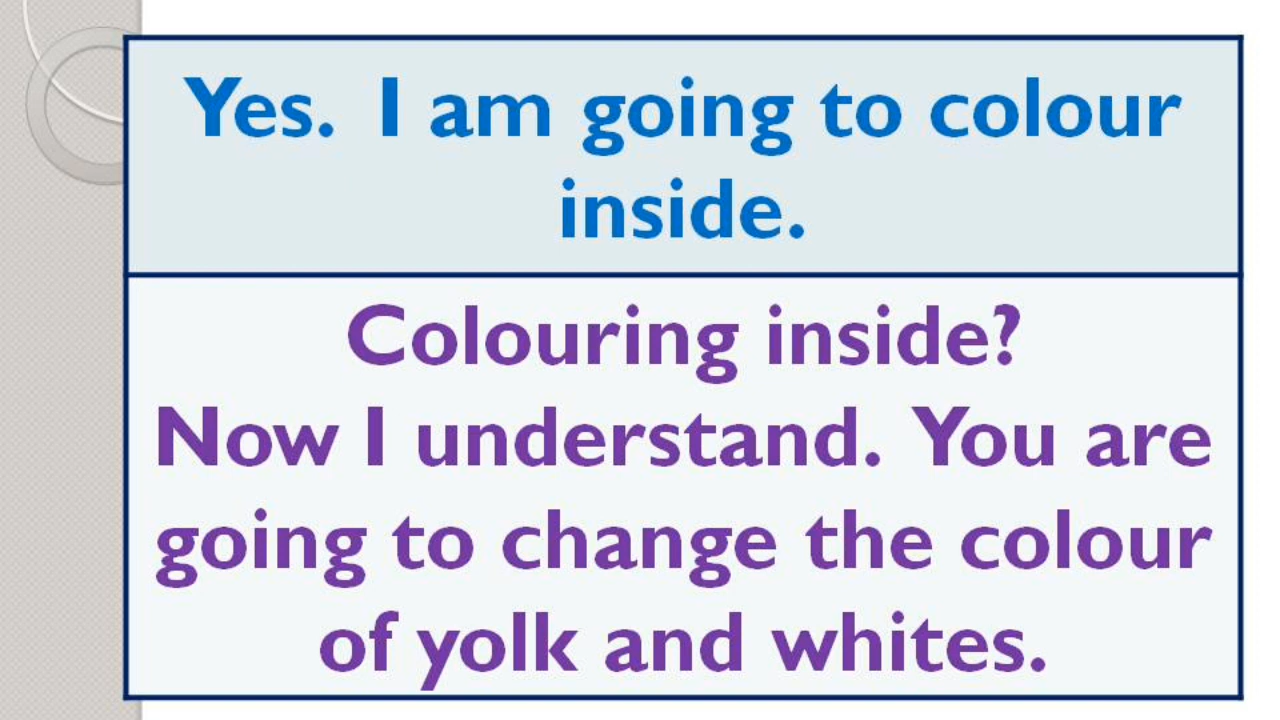 Yes. I am going to colour
inside.
Colouring inside?
Now I understand. You are
going to change the colour
of yolk and whites.